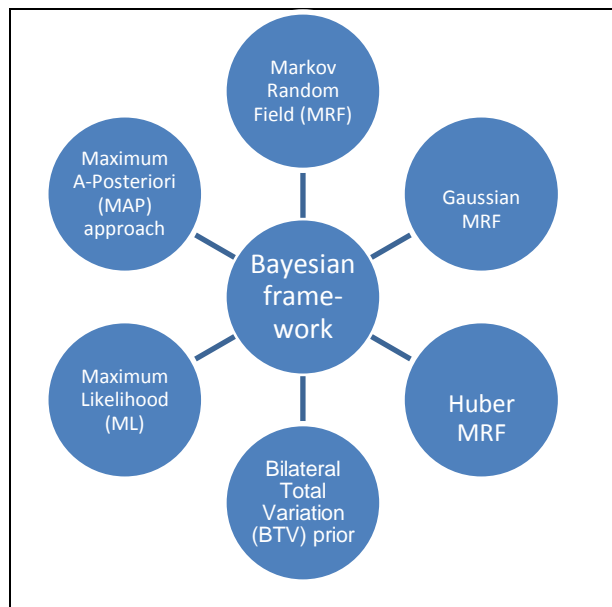 Markov
Random
Field (MRF)
Maximum
A-Posteriori
(MAP)
approach
Gaussian
MRF
Bayesian
frame-
work
Maximum
Likelihood
(ML)
Huber
MRF
Bilateral
Total
Variation
(BTV) prior